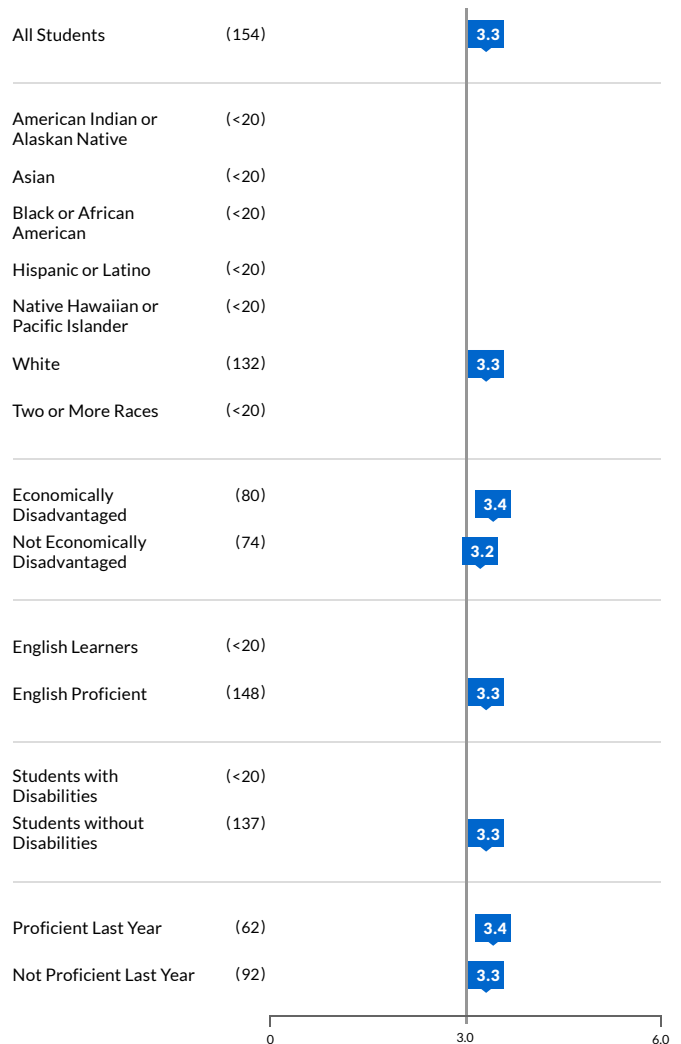 All Students (154) 3.3
American Indian or (<20)
Alaskan Native
Asian (<20)
Black or African (<20)
American
Hispanic or Latino (<20)
Native Hawaiian or (<20)
Pacific Islander
White (132) 3.3
Two or More Races (<20)
Economically (80) 3.4
Disadvantaged
Not Economically (74) 3.2
Disadvantaged
English Learners (<20)
English Proficient (148) 3.3
Students with (<20)
Disabilities
Students without (137) 3.3
Disabilities
Proficient Last Year (62) 3.4
Not Proficient Last Year (92) 3.3
0 3.0 6.0